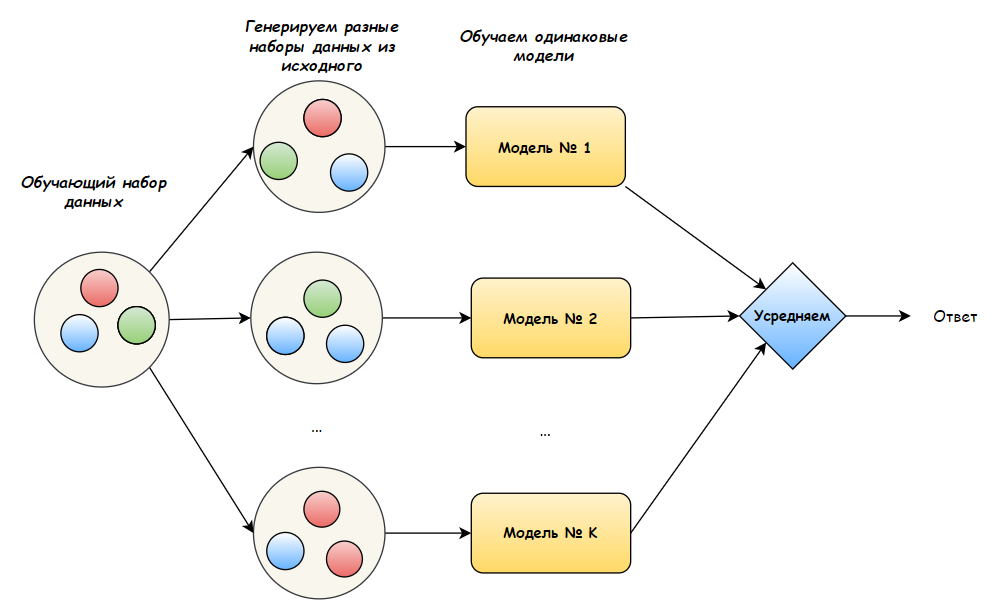 Генерируем разные
наборы данных из
исходного
Обучаем одинаковые
модели
Обучающий набор
данных
Модель № 1
Модель № 2
Усредняем
Ответ
...
...
Модель № K